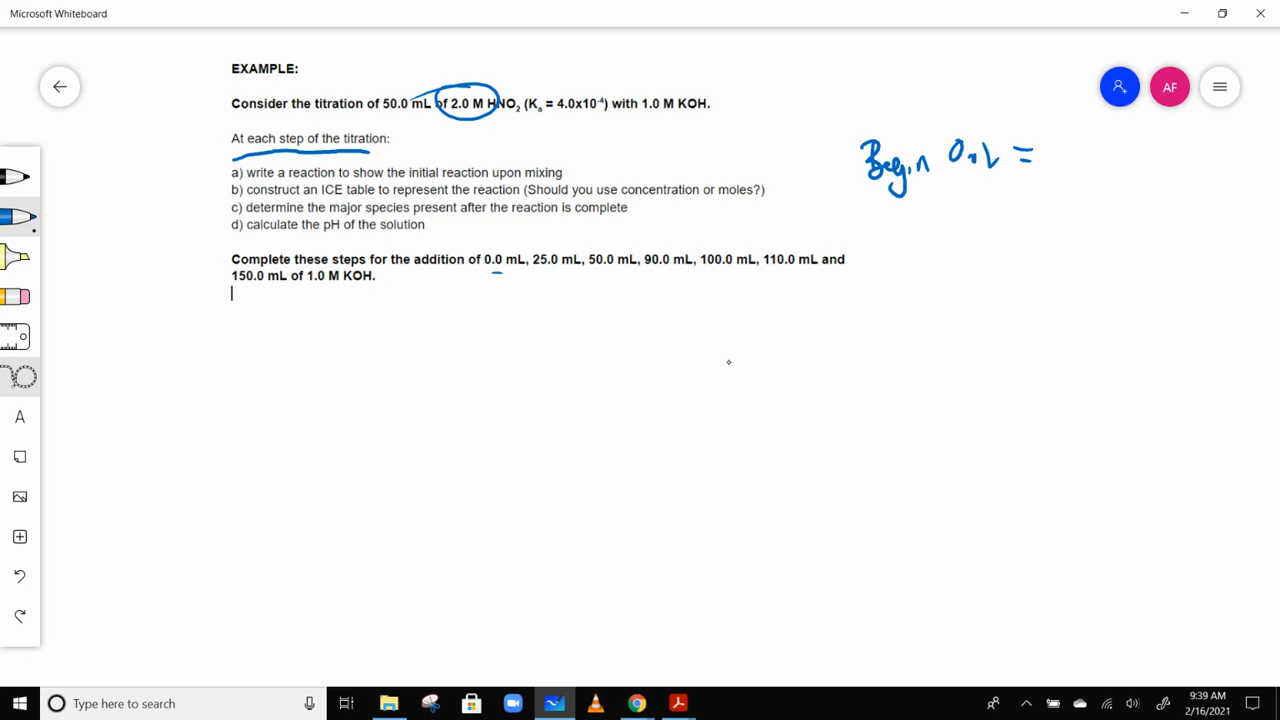 Microsoft Whiteboard
EXAMPLE:
AF
Consider the titration of 50.0 mL of 2.0 M HNO₂ (Kₐ = 4.0x10⁻⁴) with 1.0 M KOH.
At each step of the titration:
Begin 0mL =
a) write a reaction to show the initial reaction upon mixing
b) construct an ICE table to represent the reaction (Should you use concentration or moles?)
c) determine the major species present after the reaction is complete
d) calculate the pH of the solution
Complete these steps for the addition of 0.0 mL, 25.0 mL, 50.0 mL, 90.0 mL, 100.0 mL, 110.0 mL and
150.0 mL of 1.0 M KOH.
A
Type here to search
9:39 AM
2/16/2021